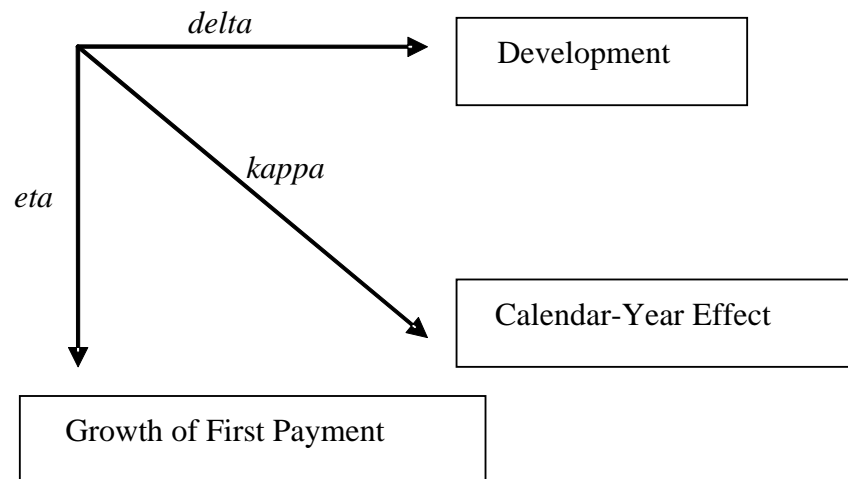 delta
Development
kappa
eta
Calendar-Year Effect
Growth of First Payment